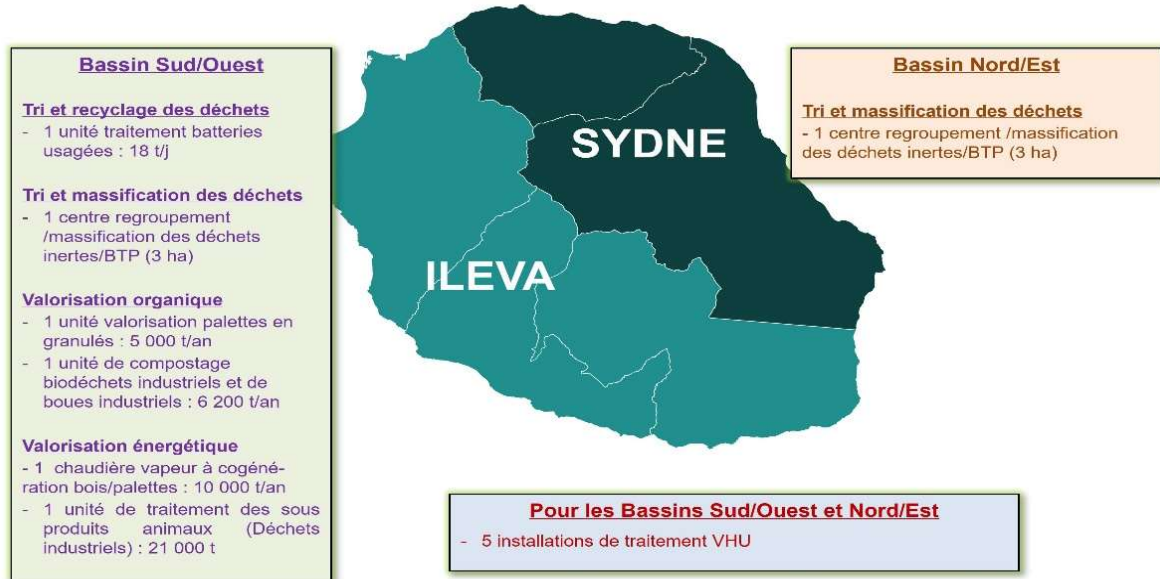 Bassin Sud/Ouest
Tri et recyclage des déchets
- 1 unité traitement batteries
usagées : 18 t/j
Tri et massification des déchets
- 1 centre regroupement
/massification des déchets
inertes/BTP (3 ha)
Valorisation organique
- 1 unité valorisation palettes en
granulés : 5 000 t/an
- 1 unité de compostage
biodéchets industriels et de
boues industriels : 6 200 t/an
Valorisation énergétique
- 1 chaudière vapeur à cogéné-
ration bois/palettes : 10 000 t/an
- 1 unité de traitement des sous
produits animaux (Déchets
industriels) : 21 000 t
SYDNE
ILEVA
Bassin Nord/Est
Tri et massification des déchets
- 1 centre regroupement /massification
des déchets inertes/BTP (3 ha)
Pour les Bassins Sud/Ouest et Nord/Est
- 5 installations de traitement VHU